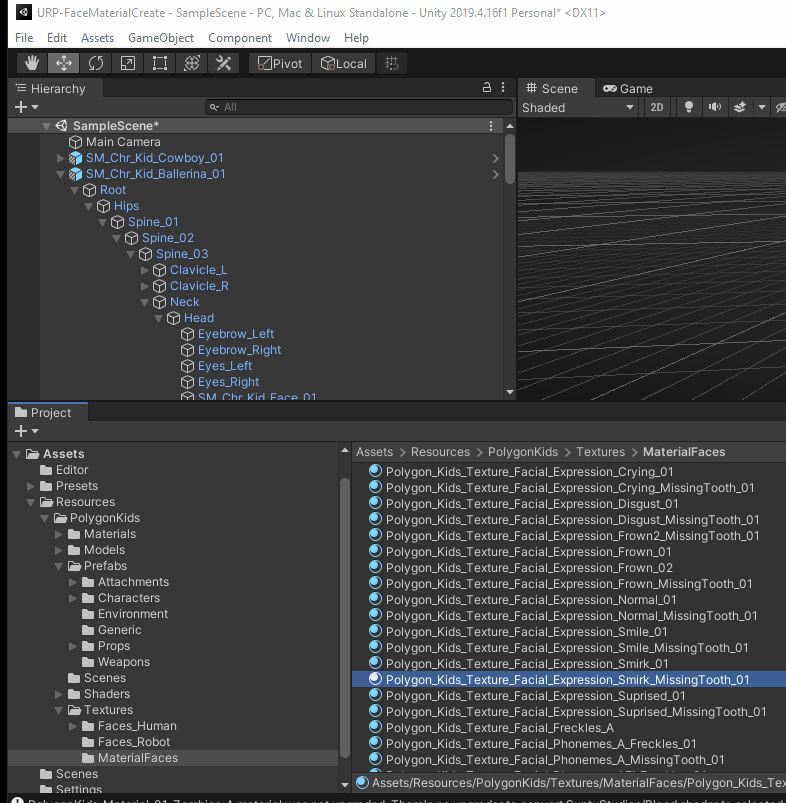 URP-FaceMaterialCreate - SampleScene - PC, Mac & Linux Standalone - Unity 2019.4.16f1 Personal* <DX11>
File Edit Assets GameObject Component Window Help
Pivot Local
Hierarchy
All
SampleScene*
Main Camera
SM_Chr_Kid_Cowboy_01
SM_Chr_Kid_Ballerina_01
Root
Hips
Spine_01
Spine_02
Spine_03
Clavicle_L
Clavicle_R
Neck
Head
Eyebrow_Left
Eyebrow_Right
Eyes_Left
Eyes_Right
SM_Chr_Kid_Face_01
Scene Game
Shaded 2D
Project
Assets
Editor
Presets
Resources
PolygonKids
Materials
Models
Prefabs
Attachments
Characters
Environment
Generic
Props
Weapons
Scenes
Shaders
Textures
Faces_Human
Faces_Robot
MaterialFaces
Scenes
Settings
Assets > Resources > PolygonKids > Textures > MaterialFaces
Polygon_Kids_Texture_Facial_Expression_Crying_01
Polygon_Kids_Texture_Facial_Expression_Crying_MissingTooth_01
Polygon_Kids_Texture_Facial_Expression_Disgust_01
Polygon_Kids_Texture_Facial_Expression_Disgust_MissingTooth_01
Polygon_Kids_Texture_Facial_Expression_Frown2_MissingTooth_01
Polygon_Kids_Texture_Facial_Expression_Frown_01
Polygon_Kids_Texture_Facial_Expression_Frown_02
Polygon_Kids_Texture_Facial_Expression_Frown_MissingTooth_01
Polygon_Kids_Texture_Facial_Expression_Normal_01
Polygon_Kids_Texture_Facial_Expression_Normal_MissingTooth_01
Polygon_Kids_Texture_Facial_Expression_Smile_01
Polygon_Kids_Texture_Facial_Expression_Smile_MissingTooth_01
Polygon_Kids_Texture_Facial_Expression_Smirk_01
Polygon_Kids_Texture_Facial_Expression_Smirk_MissingTooth_01
Polygon_Kids_Texture_Facial_Expression_Suprised_01
Polygon_Kids_Texture_Facial_Expression_Suprised_MissingTooth_01
Polygon_Kids_Texture_Facial_Freckles_A
Polygon_Kids_Texture_Facial_Phonemes_A_Freckles_01
Polygon_Kids_Texture_Facial_Phonemes_A_MissingTooth_01
Assets/Resources/PolygonKids/Textures/MaterialFaces/Polygon_Kids_Tex